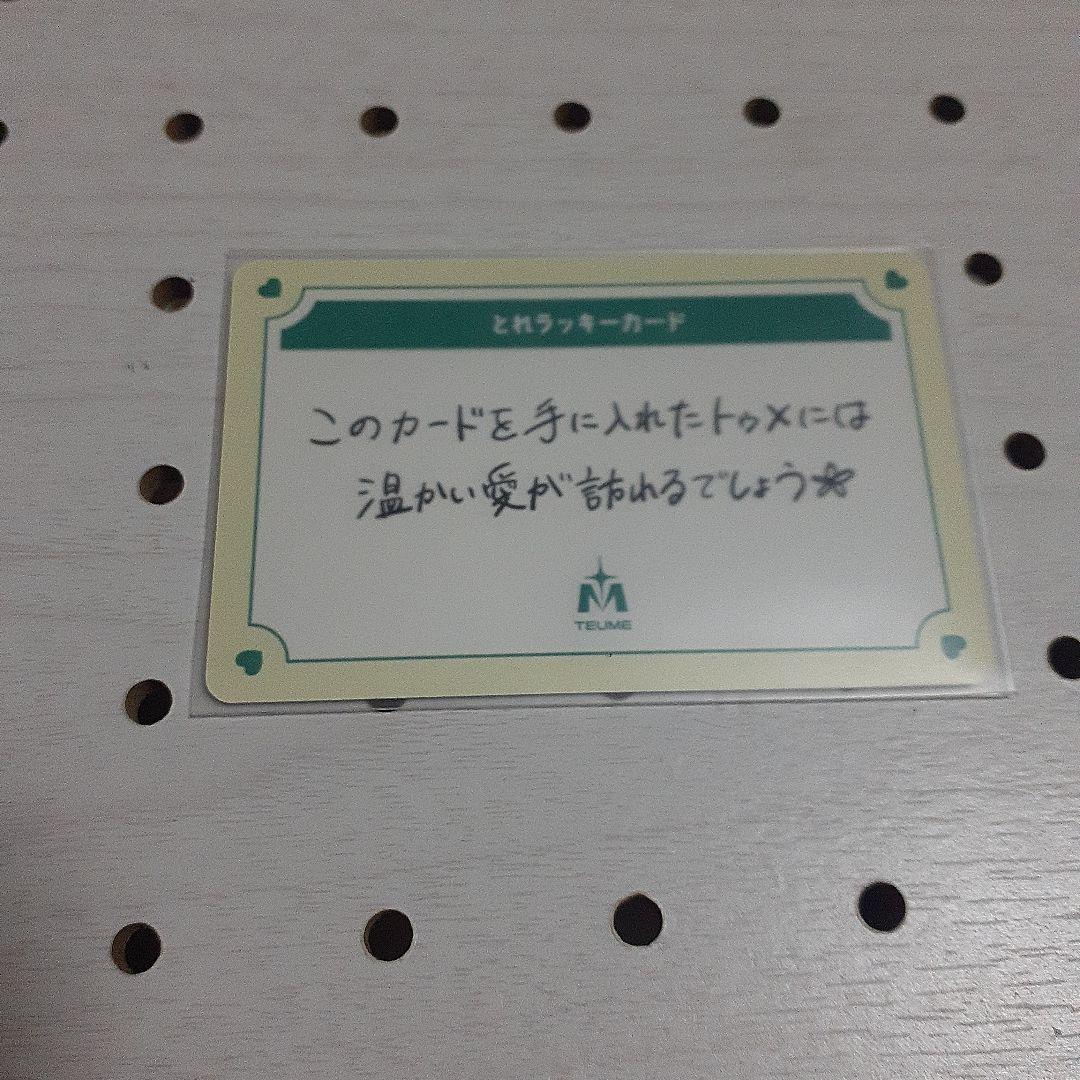 とれラッキーカード
このカードを手に入れたトゥメには
温かい愛が訪れるでしょう
TEUME